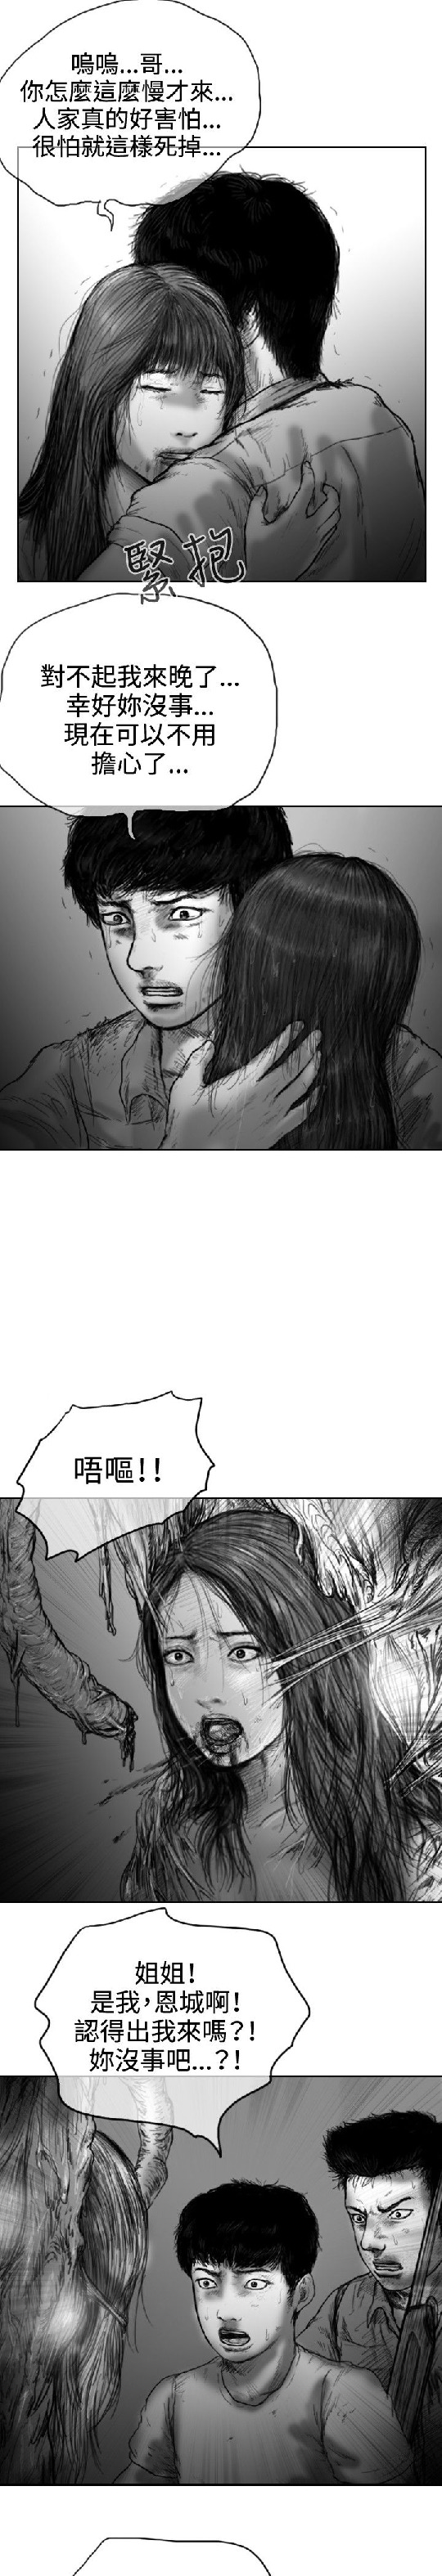 嗚嗚...哥...
你怎麼這麼慢才來...
人家真的好害怕...
很怕就這樣死掉...
緊抱
對不起我來晚了...
幸好妳沒事...
現在可以不用
擔心了...
唔嘔!!
姐姐!
是我,恩城啊!
認得出我來嗎?!
妳沒事吧...?!